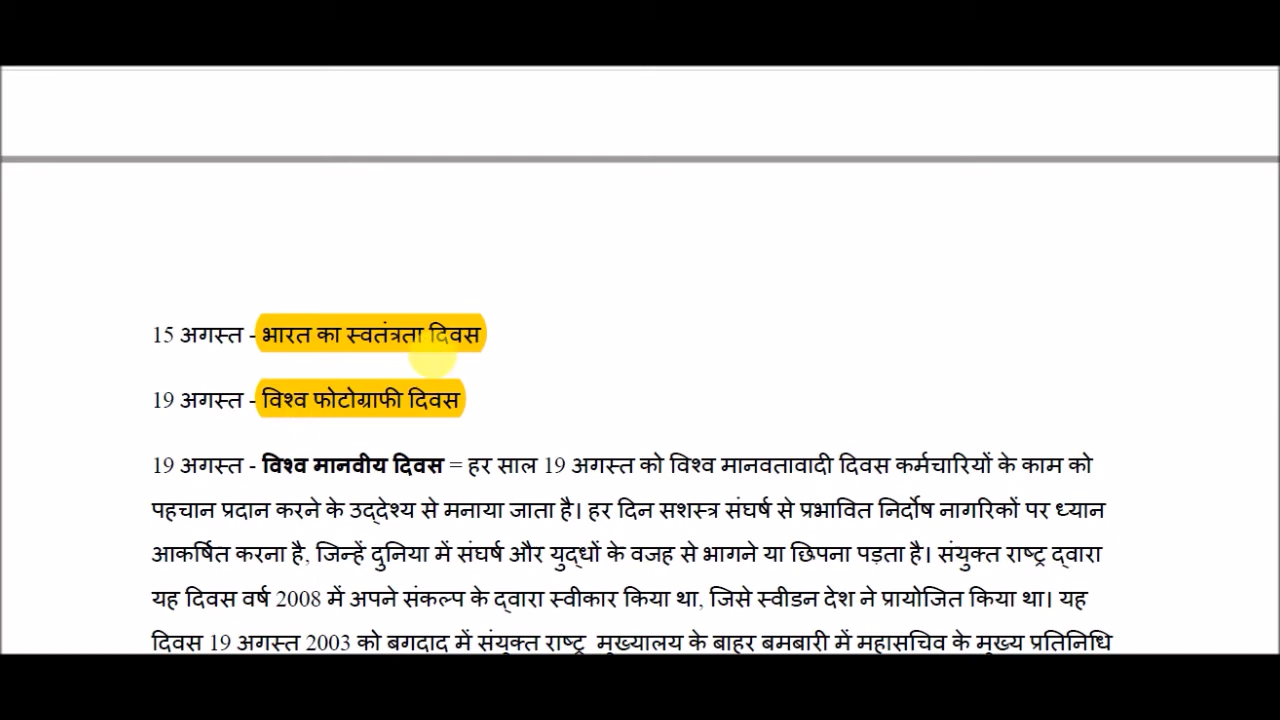 15 अगस्त - भारत का स्वतंत्रता दिवस
19 अगस्त - विश्व फोटोग्राफी दिवस
19 अगस्त - विश्व मानवीय दिवस = हर साल 19 अगस्त को विश्व मानवतावादी दिवस कर्मचारियों के काम को
पहचान प्रदान करने के उद्देश्य से मनाया जाता है। हर दिन सशस्त्र संघर्ष से प्रभावित निर्दोष नागरिकों पर ध्यान
आकर्षित करना है, जिन्हें दुनिया में संघर्ष और युद्धों के वजह से भागने या छिपना पड़ता है। संयुक्त राष्ट्र द्वारा
यह दिवस वर्ष 2008 में अपने संकल्प के द्वारा स्वीकार किया था, जिसे स्वीडन देश ने प्रायोजित किया था। यह
दिवस 19 अगस्त 2003 को बगदाद में संयुक्त राष्ट्र मुख्यालय के बाहर बमबारी में महासचिव के मुख्य प्रतिनिधि